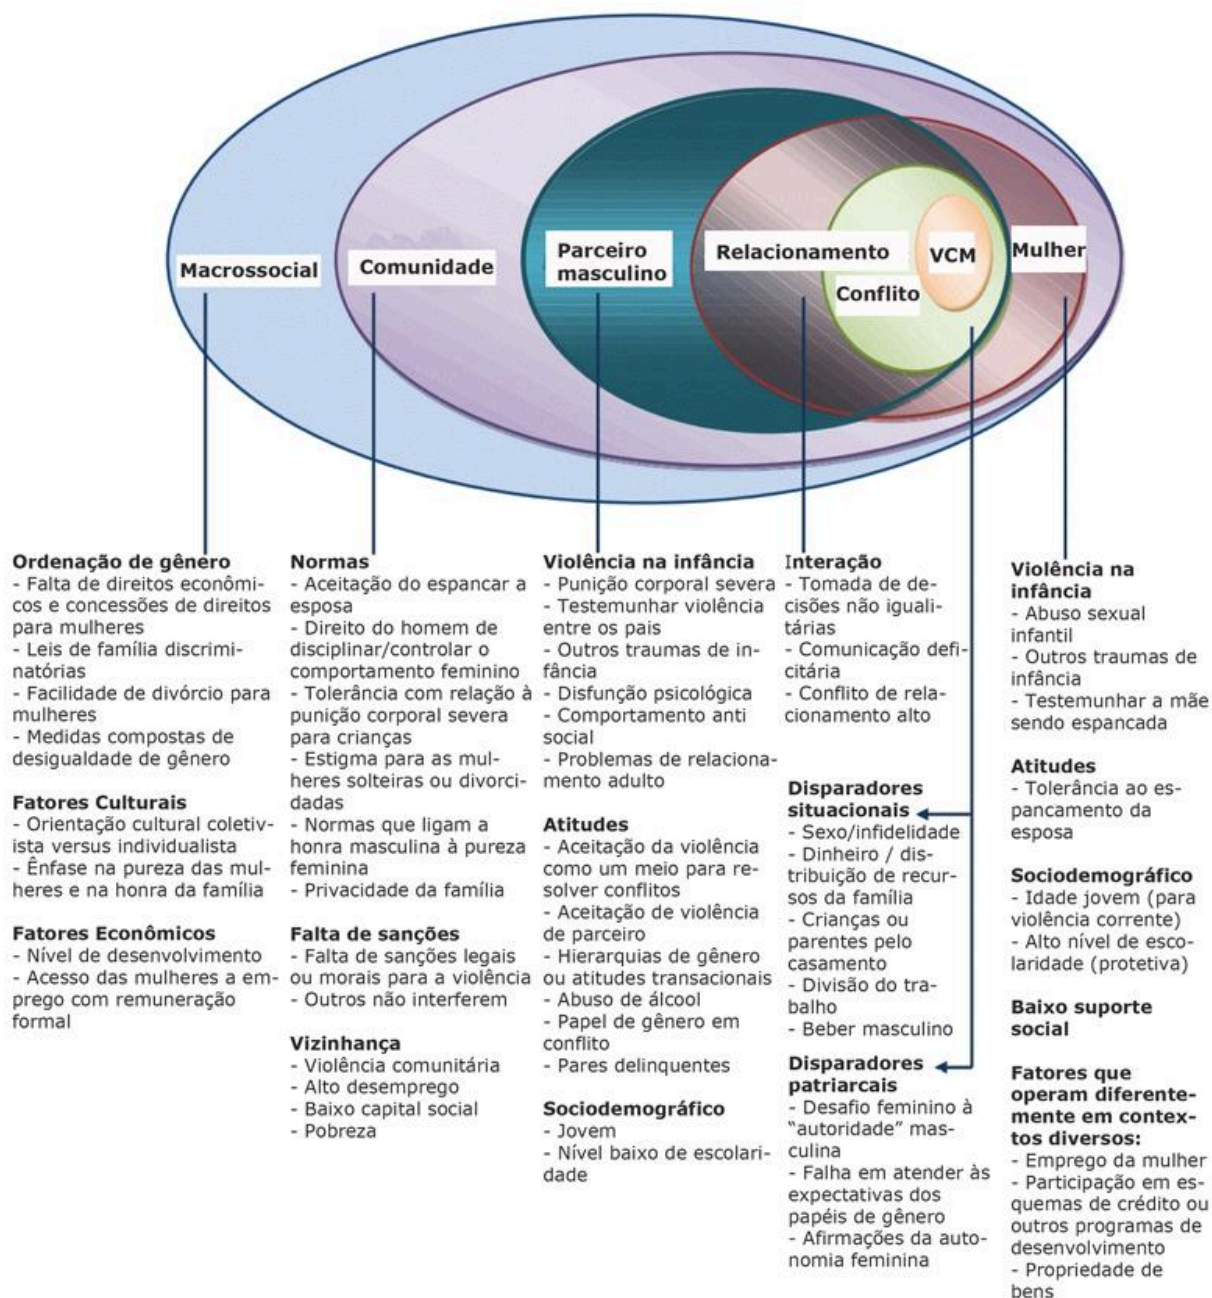 Macrossocial
Comunidade
Parceiro
masculino
Relacionamento
Conflito
VCM
Mulher
Ordenação de gênero
- Falta de direitos econômi-
cos e concessões de direitos
para mulheres
- Leis de família discrimi-
natórias
- Facilidade de divórcio para
mulheres
- Medidas compostas de
desigualdade de gênero
Fatores Culturais
- Orientação cultural coletiv-
ista versus individualista
- Ênfase na pureza das mul-
heres e na honra da família
Fatores Econômicos
- Nível de desenvolvimento
- Acesso das mulheres a em-
prego com remuneração
formal
Normas
- Aceitação do espancar a
esposa
- Direito do homem de
disciplinar/controlar o
comportamento feminino
- Tolerância com relação à
punição corporal severa
para crianças
- Estigma para as mul-
heres solteiras ou divorci-
dadas
- Normas que ligam a
honra masculina à pureza
feminina
- Privacidade da família
Falta de sanções
- Falta de sanções legais
ou morais para a violência
- Outros não interferem
Vizinhança
- Violência comunitária
- Alto desemprego
- Baixo capital social
- Pobreza
Violência na infância
- Punição corporal severa
- Testemunhar violência
entre os pais
- Outros traumas de in-
fância
- Disfunção psicológica
- Comportamento anti
social
- Problemas de relaciona-
mento adulto
Atitudes
- Aceitação da violência
como um meio para re-
solver conflitos
- Aceitação de violência
de parceiro
- Hierarquias de gênero
ou atitudes transacionais
- Abuso de álcool
- Papel de gênero em
conflito
- Pares delinquentes
Sociodemográfico
- Jovem
- Nível baixo de escolari-
dade
Interação
- Tomada de de-
cisões não iguali-
tárias
- Comunicação defi-
citária
- Conflito de rela-
cionamento alto
Disparadores
situacionais
- Sexo/infidelidade
- Dinheiro / dis-
tribuição de recur-
sos da família
- Crianças ou
parentes pelo
casamento
- Divisão do tra-
balho
- Beber masculino
Disparadores
patriarcais
- Desafio feminino à
“autoridade” mas-
culina
- Falha em atender às
expectativas dos
papéis de gênero
- Afirmações da auto-
nomia feminina
Violência na
infância
- Abuso sexual
infantil
- Outros traumas de
infância
- Testemunhar a mãe
sendo espancada
Atitudes
- Tolerância ao es-
pancamento da
esposa
Sociodemográfico
- Idade jovem (para
violência corrente)
- Alto nível de esco-
laridade (protetiva)
Baixo suporte
social
Fatores que
operam diferente-
mente em contex-
tos diversos:
- Emprego da mulher
- Participação em es-
quemas de crédito ou
outros programas de
desenvolvimento
- Propriedade de
bens